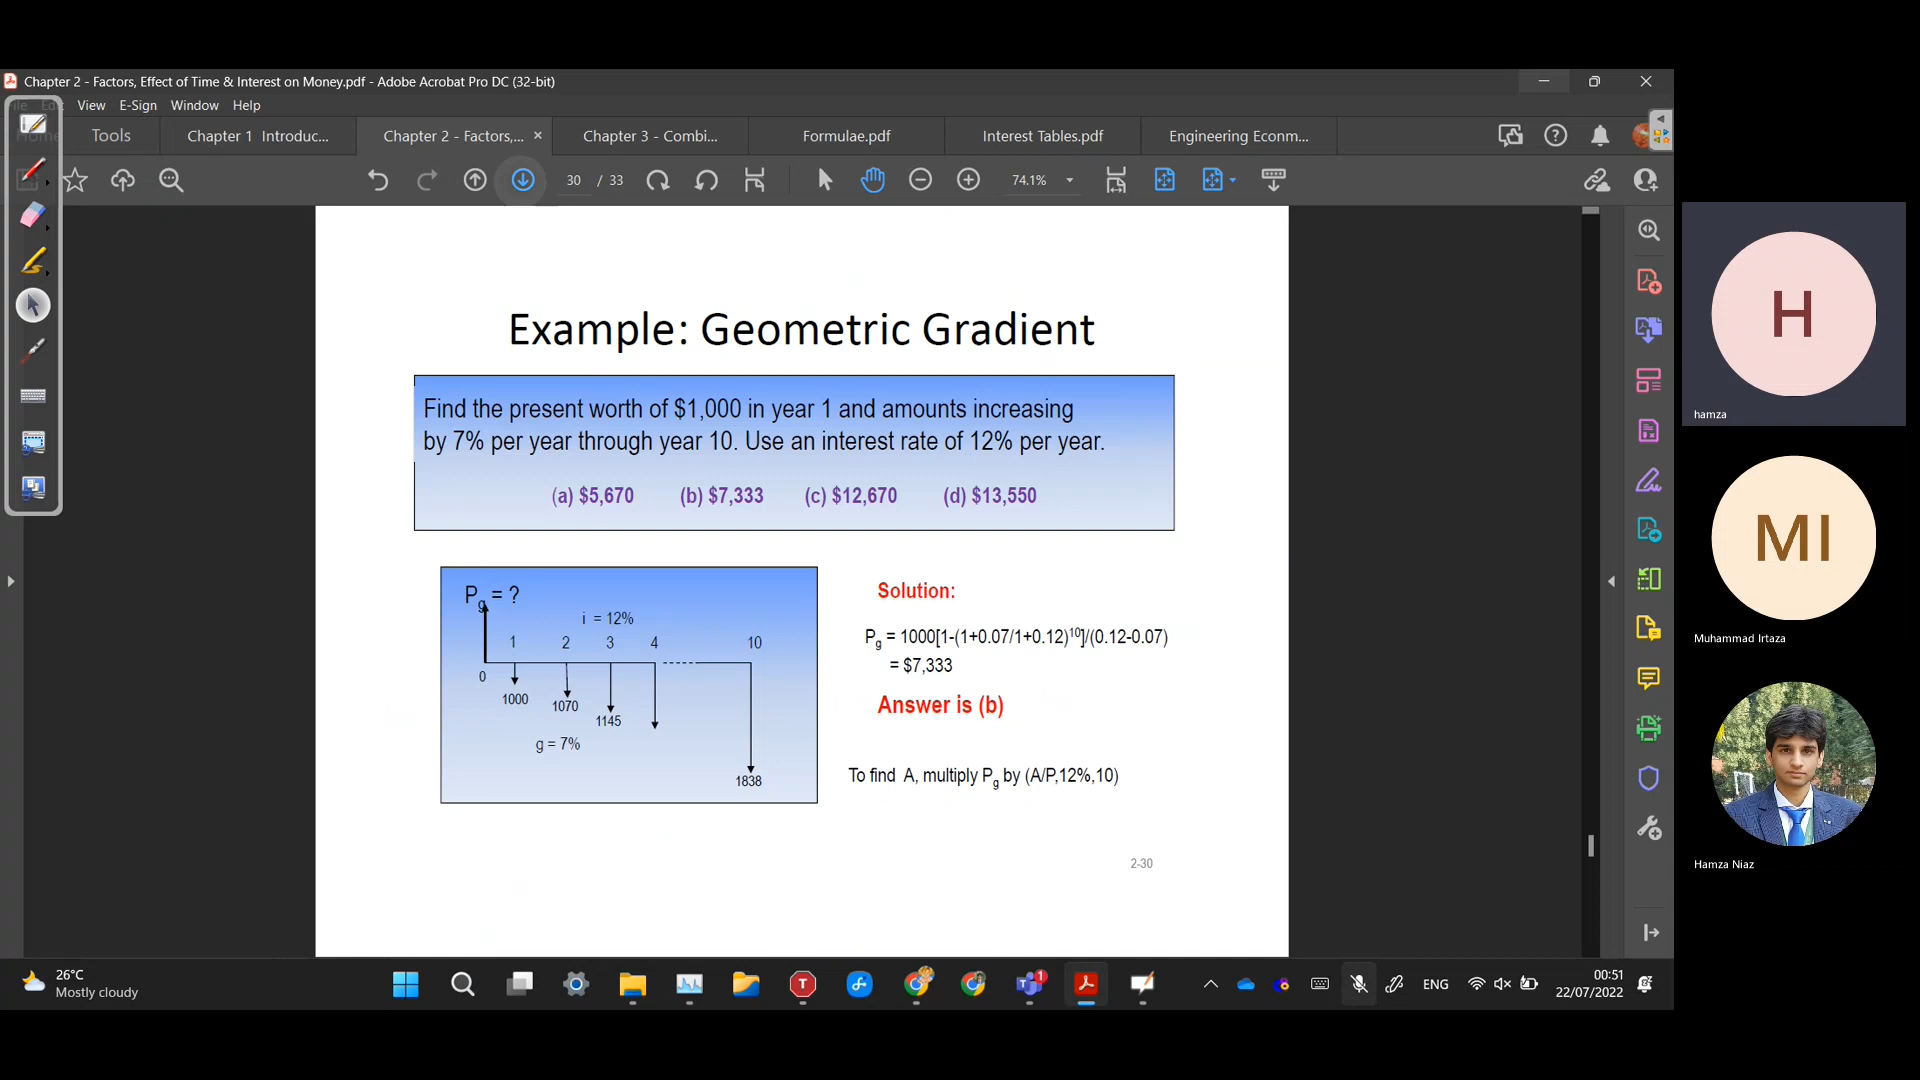 Chapter 2 - Factors, Effect of Time & Interest on Money.pdf - Adobe Acrobat Pro DC (32-bit)
View E-Sign Window Help
Tools Chapter 1 Introduc... Chapter 2 - Factors,... × Chapter 3 - Combi... Formulae.pdf Interest Tables.pdf Engineering Econm...
30 / 33 74.1%
Example: Geometric Gradient
Find the present worth of $1,000 in year 1 and amounts increasing
by 7% per year through year 10. Use an interest rate of 12% per year.
(a) $5,670 (b) $7,333 (c) $12,670 (d) $13,550
Pg = ?
i = 12%
1 2 3 4 10
0
1000
1070
1145
g = 7%
1838
Solution:
Pg = 1000[1-(1+0.07/1+0.12)¹⁰]/(0.12-0.07)
= $7,333
Answer is (b)
To find A, multiply Pg by (A/P,12%,10)
2-30
H
hamza
MI
Muhammad Irtaza
Hamza Niaz
26°C
Mostly cloudy
T
1
ENG
00:51
22/07/2022